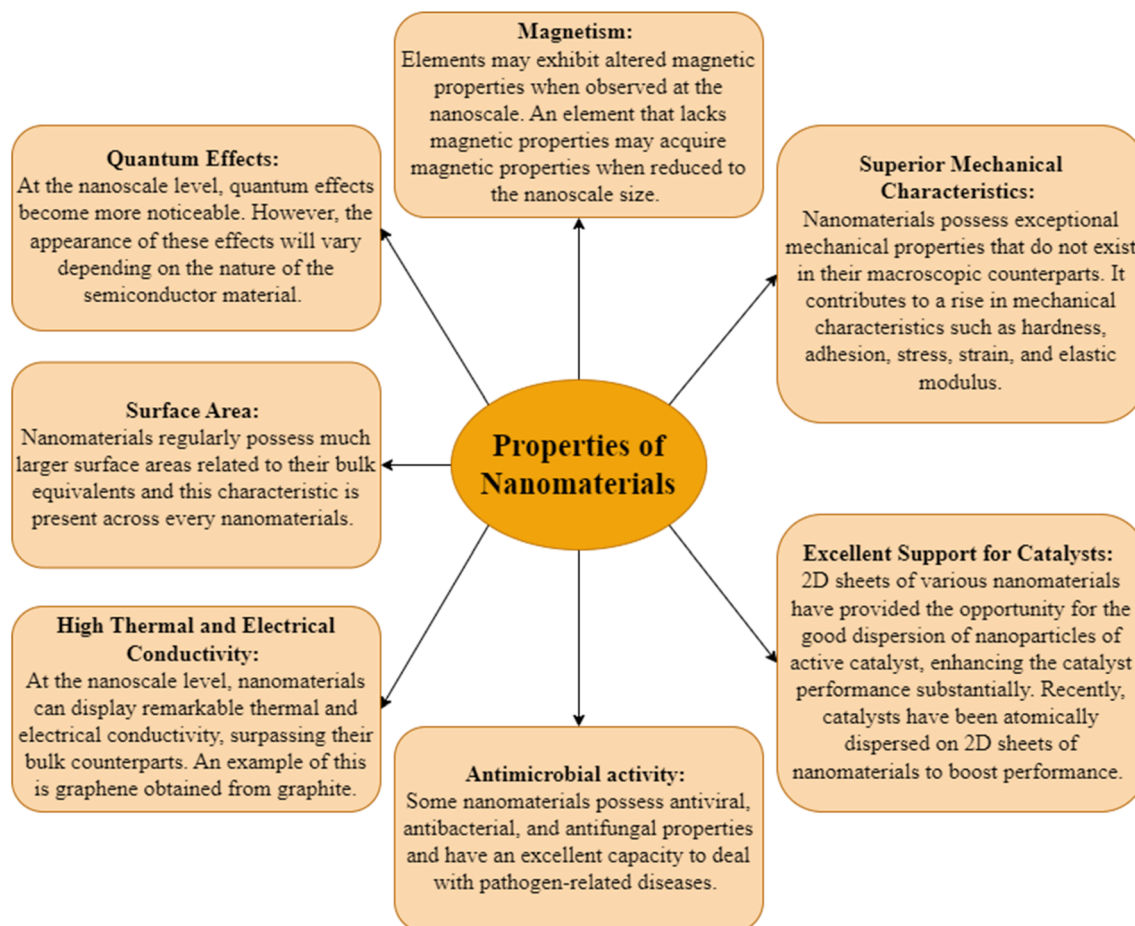 Magnetism:
Elements may exhibit altered magnetic
properties when observed at the
nanoscale. An element that lacks
magnetic properties may acquire
magnetic properties when reduced to
the nanoscale size.
Quantum Effects:
At the nanoscale level, quantum effects
become more noticeable. However, the
appearance of these effects will vary
depending on the nature of the
semiconductor material.
Superior Mechanical
Characteristics:
Nanomaterials possess exceptional
mechanical properties that do not exist
in their macroscopic counterparts. It
contributes to a rise in mechanical
characteristics such as hardness,
adhesion, stress, strain, and elastic
modulus.
Surface Area:
Nanomaterials regularly possess much
larger surface areas related to their bulk
equivalents and this characteristic is
present across every nanomaterials.
Properties of
Nanomaterials
Excellent Support for Catalysts:
2D sheets of various nanomaterials
have provided the opportunity for the
good dispersion of nanoparticles of
active catalyst, enhancing the catalyst
performance substantially. Recently,
catalysts have been atomically
dispersed on 2D sheets of
nanomaterials to boost performance.
High Thermal and Electrical
Conductivity:
At the nanoscale level, nanomaterials
can display remarkable thermal and
electrical conductivity, surpassing their
bulk counterparts. An example of this
is graphene obtained from graphite.
Antimicrobial activity:
Some nanomaterials possess antiviral,
antibacterial, and antifungal properties
and have an excellent capacity to deal
with pathogen-related diseases.